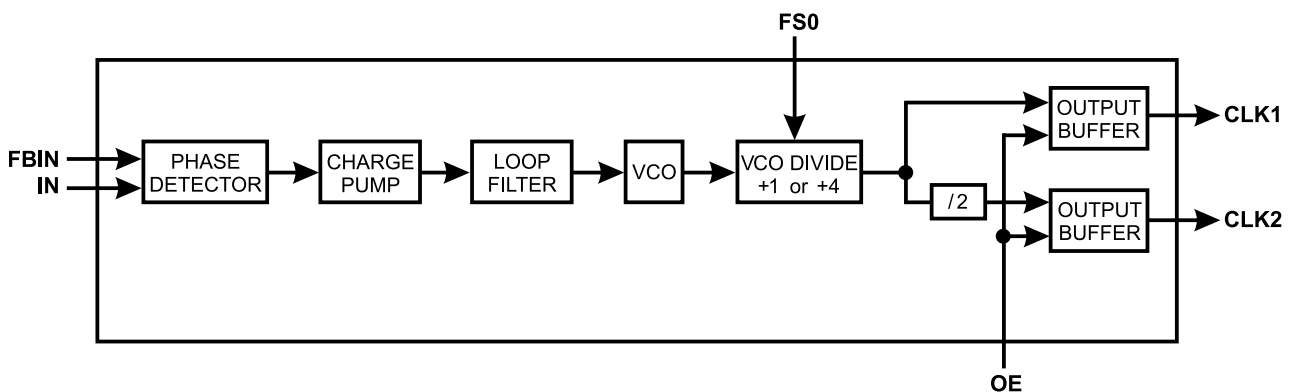 FS0
FBIN
IN
PHASE
DETECTOR
CHARGE
PUMP
LOOP
FILTER
VCO
VCO DIVIDE
+1 or +4
/2
OUTPUT
BUFFER
CLK1
OUTPUT
BUFFER
CLK2
OE